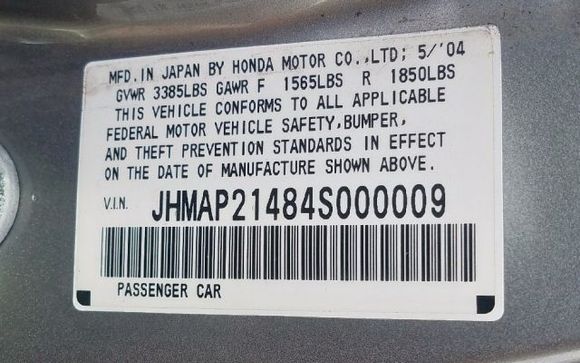 MFD.IN JAPAN BY HONDA MOTOR CO.,LTD; 5/'04
GVWR 3385LBS GAWR F 1565LBS R 1850LBS
THIS VEHICLE CONFORMS TO ALL APPLICABLE
FEDERAL MOTOR VEHICLE SAFETY,BUMPER,
AND THEFT PREVENTION STANDARDS IN EFFECT
ON THE DATE OF MANUFACTURE SHOWN ABOVE.
V.I.N. JHMAP21484S000009
PASSENGER CAR